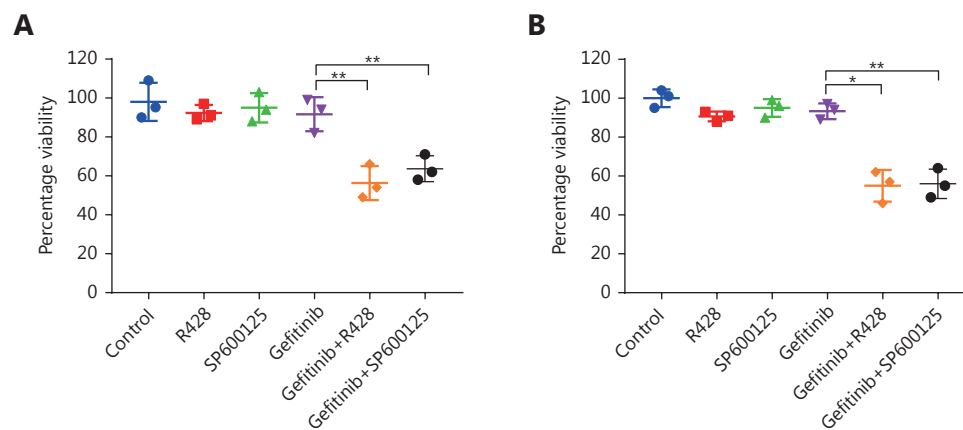 A
Percentage viability
120
100
80
60
40
20
0
**
**
Control
R428
SP600125
Gefitinib
Gefitinib+R428
Gefitinib+SP600125
B
Percentage viability
120
100
80
60
40
20
0
**
*
Control
R428
SP600125
Gefitinib
Gefitinib+R428
Gefitinib+SP600125